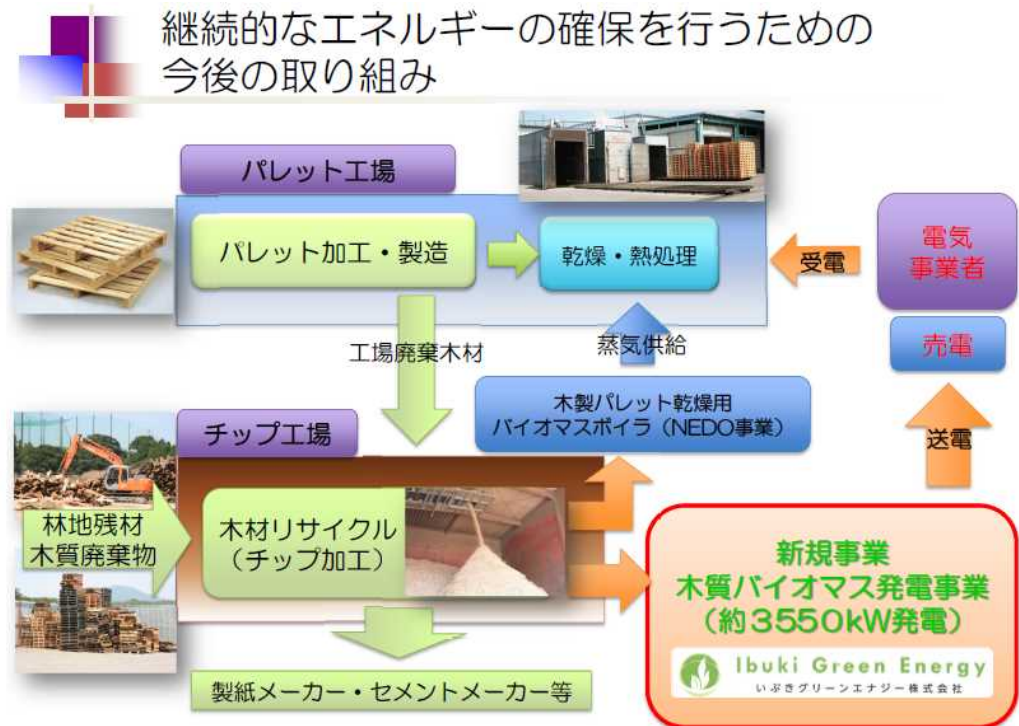 継続的なエネルギーの確保を行うための
今後の取り組み
パレット工場
パレット加工・製造
乾燥・熱処理
受電
電気
事業者
売電
工場廃棄木材
蒸気供給
木製パレット乾燥用
バイオマスボイラ（NEDO事業）
送電
チップ工場
林地残材
木質廃棄物
木材リサイクル
（チップ加工）
新規事業
木質バイオマス発電事業
（約3550kW発電）
Ibuki Green Energy
いぶきグリーンエナジー株式会社
製紙メーカー・セメントメーカー等